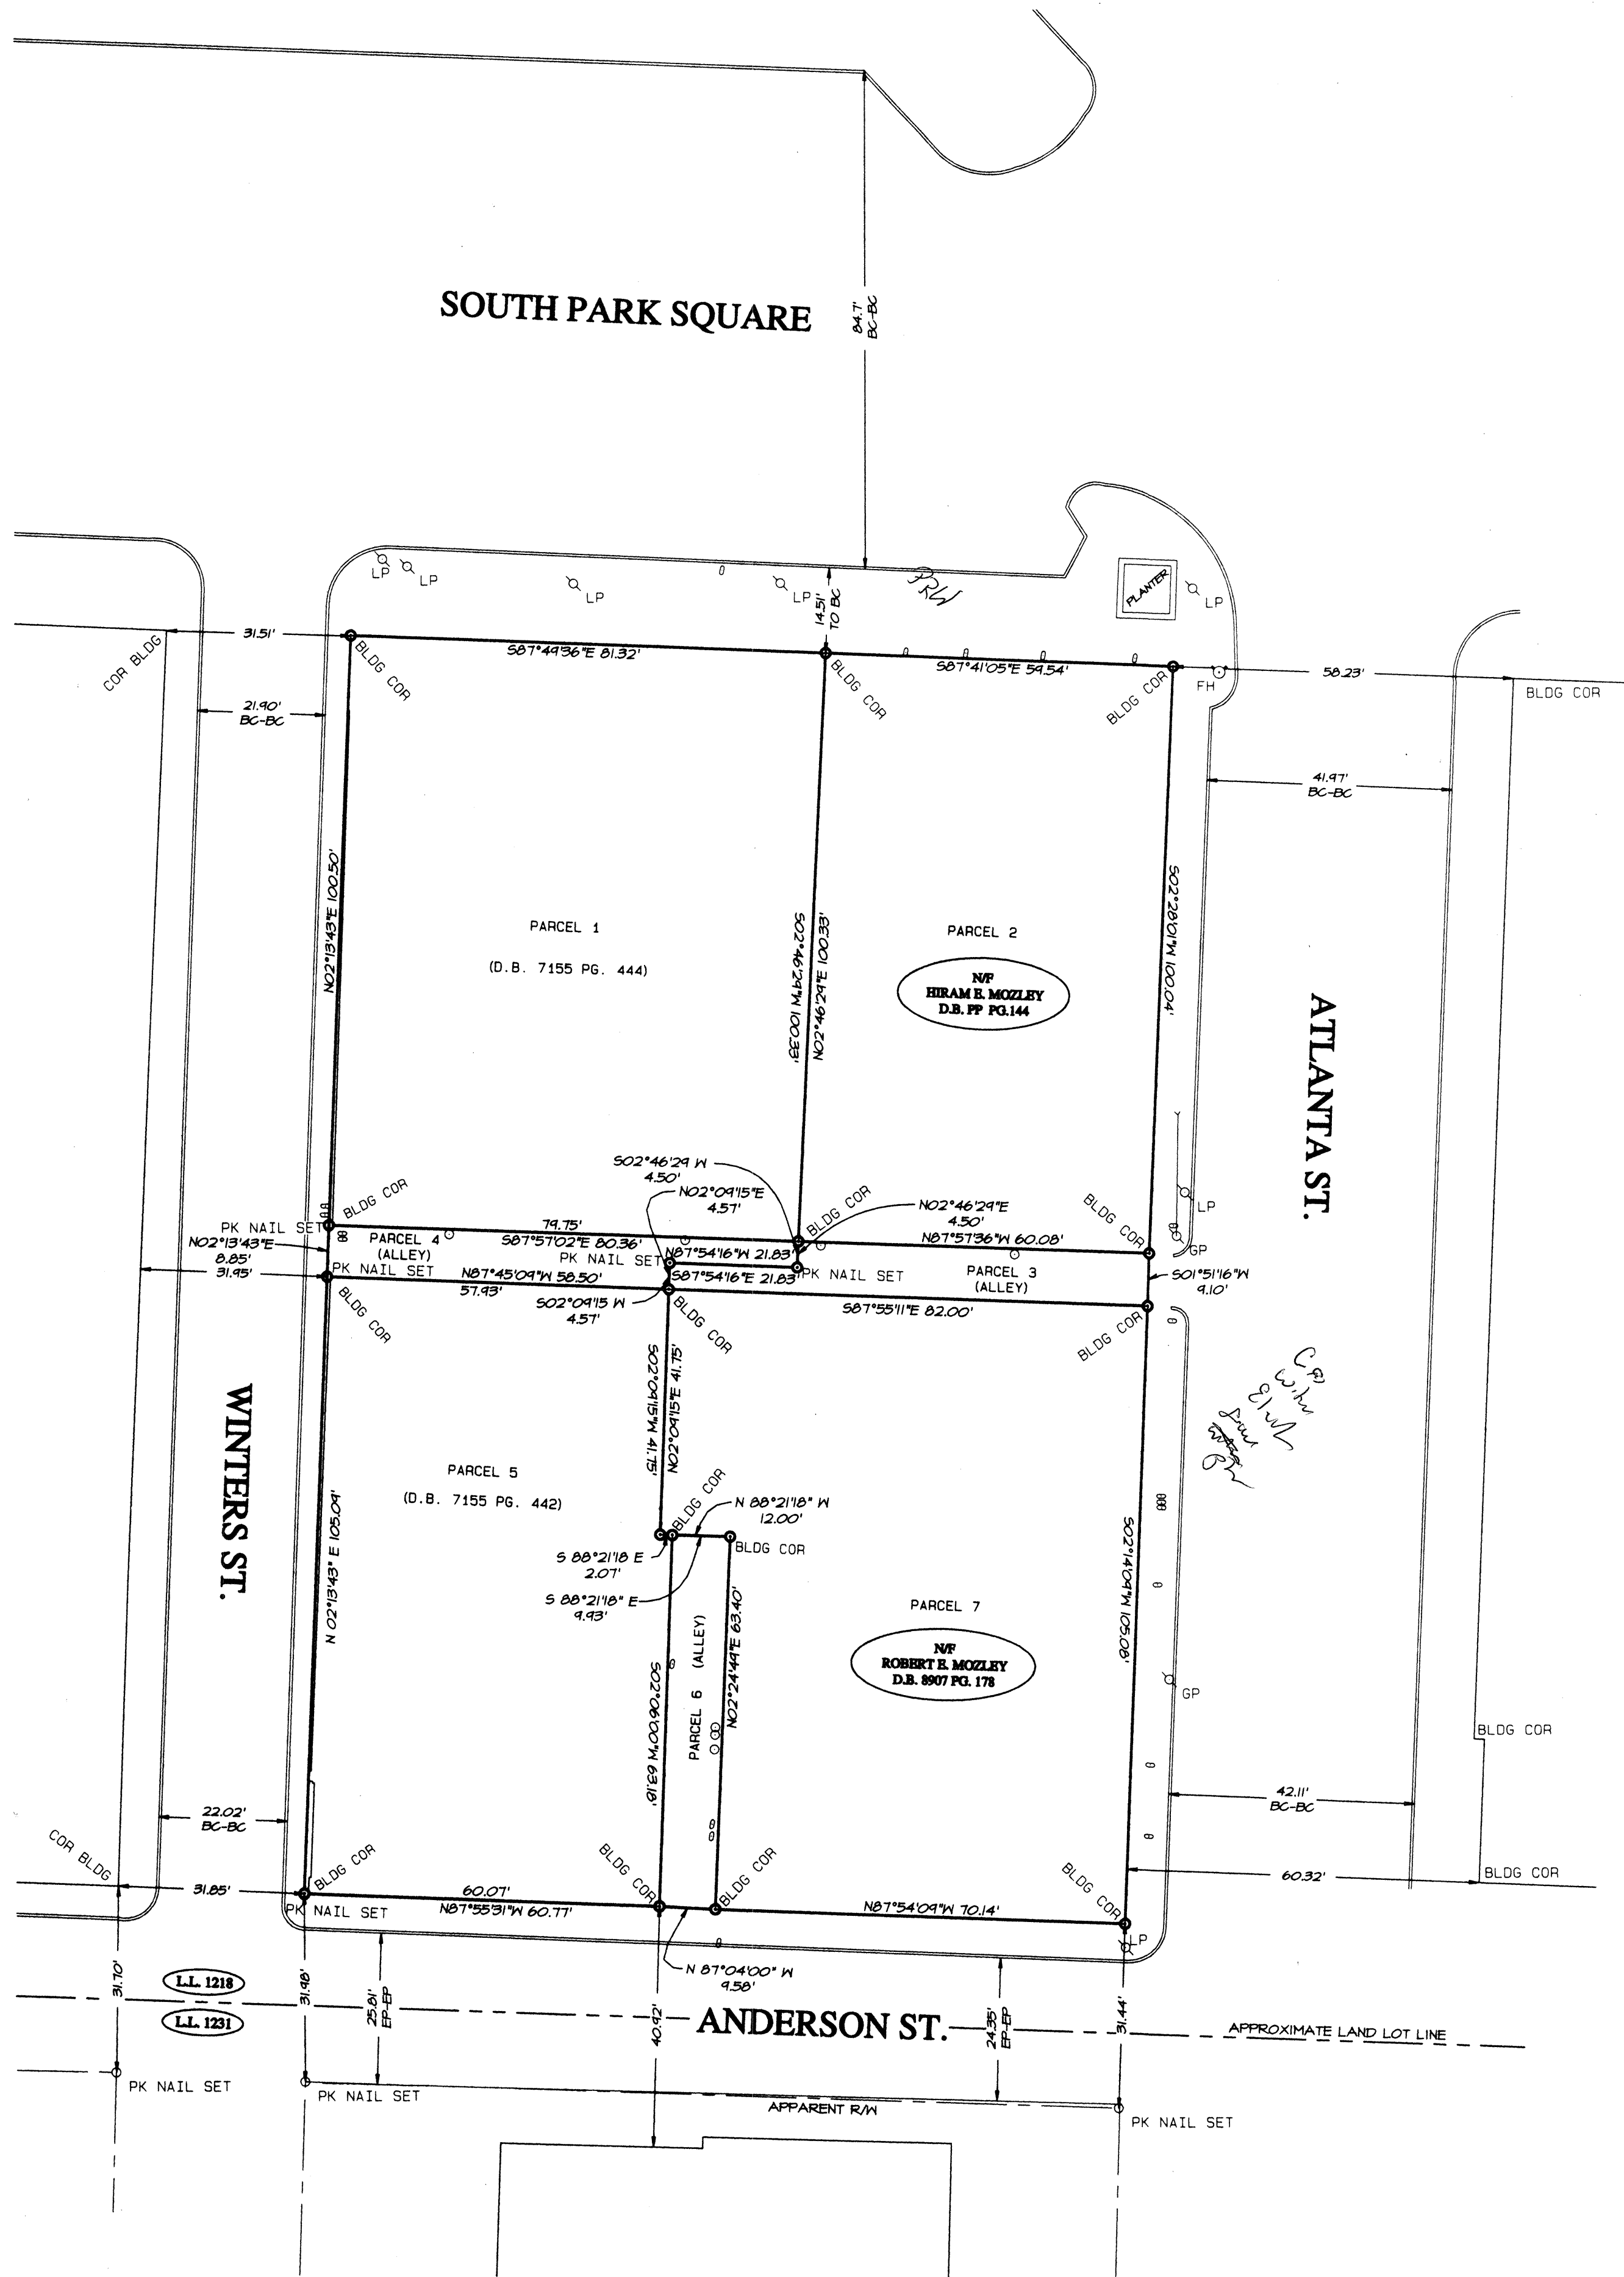 SOUTH PARK SQUARE
84.7'
BC-BC
PRW
LP
LP
LP
LP
14.51'
TO BC
PLANTER
LP
31.51'
COR BLDG
BLDG COR
S87°49'36"E 81.32'
BLDG COR
S87°41'05"E 59.54'
BLDG COR
FH
58.23'
BLDG COR
21.90'
BC-BC
41.97'
BC-BC
N02°13'43"E 100.50'
PARCEL 1
(D.B. 7155 PG. 444)
S02°46'29"W 100.33'
N02°46'29"E 100.33'
PARCEL 2
N/F
HIRAM E. MOZLEY
D.B. PP PG.144
S02°28'01"W 100.04'
ATLANTA ST.
S02°46'29 W
4.50'
N02°09'15"E
4.57'
BLDG COR
PK NAIL SET
N02°13'43"E
8.85'
31.95'
PARCEL 4
(ALLEY)
79.75'
S87°57'02"E 80.36'
BLDG COR
N02°46'29"E
4.50'
N87°57'36"W 60.08'
BLDG COR
LP
GP
PK NAIL SET
N87°54'16"W 21.83'
S87°54'16"E 21.83'
PK NAIL SET
PARCEL 3
(ALLEY)
S01°51'16"W
9.10'
PK NAIL SET
N87°45'09"W 58.50'
57.93'
S02°09'15 W
4.57'
S87°55'11"E 82.00'
BLDG COR
BLDG COR
BLDG COR
WINTERS ST.
S02°09'15"W 41.75'
N02°09'15"E 41.75'
PARCEL 5
(D.B. 7155 PG. 442)
BLDG COR
N 88°21'18" W
12.00'
BLDG COR
S 88°21'18 E
2.07'
S 88°21'18" E
9.93'
N 02°13'43" E 105.09'
S02°06'00"W 63.18'
PARCEL 6 (ALLEY)
N02°24'49"E 63.40'
PARCEL 7
N/F
ROBERT E. MOZLEY
D.B. 8907 PG. 178
S02°14'09"W 105.08'
GP
BLDG COR
42.11'
BC-BC
22.02'
BC-BC
COR BLDG
31.85'
BLDG COR
PK NAIL SET
60.07'
N87°55'31"W 60.77'
BLDG COR
BLDG COR
N87°54'09"W 70.14'
BLDG COR
LP
60.32'
BLDG COR
N 87°04'00" W
9.58'
31.70'
L.L. 1218
L.L. 1231
31.98'
25.81'
EP-EP
40.92'
ANDERSON ST.
24.35'
EP-EP
31.44'
APPROXIMATE LAND LOT LINE
PK NAIL SET
PK NAIL SET
APPARENT R/W
PK NAIL SET